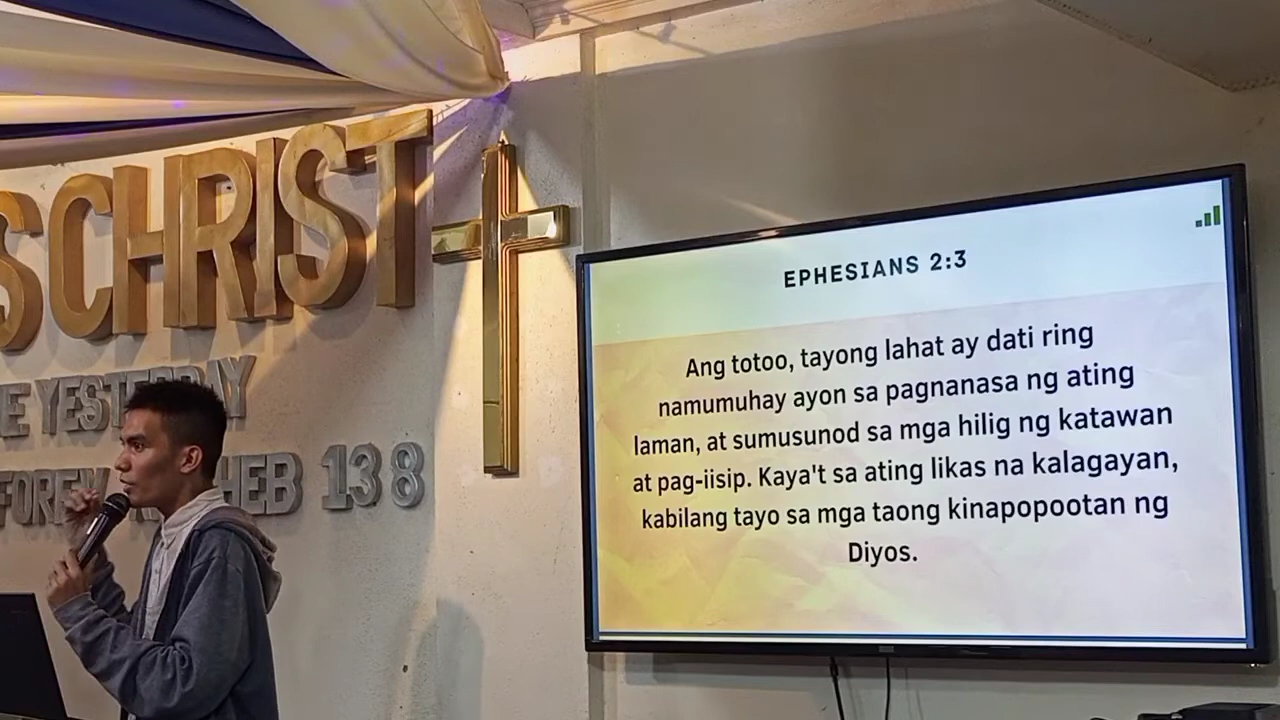 SCHRIST
HEB 13 8
EPHESIANS 2:3
Ang totoo, tayong lahat ay dati ring
namumuhay ayon sa pagnanasa ng ating
laman, at sumusunod sa mga hilig ng katawan
at pag-iisip. Kaya't sa ating likas na kalagayan,
kabilang tayo sa mga taong kinapopootan ng
Diyos.